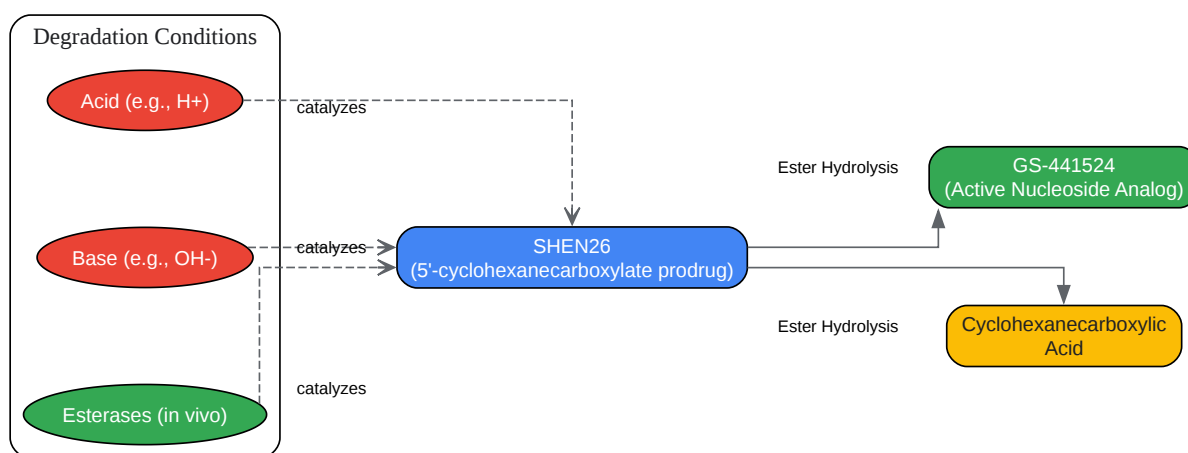 Degradation Conditions
Acid (e.g., H+)
catalyzes
Base (e.g., OH-)
catalyzes
Esterases (in vivo)
catalyzes
SHEN26
(5'-cyclohexanecarboxylate prodrug)
Ester Hydrolysis
GS-441524
(Active Nucleoside Analog)
Ester Hydrolysis
Cyclohexanecarboxylic
Acid